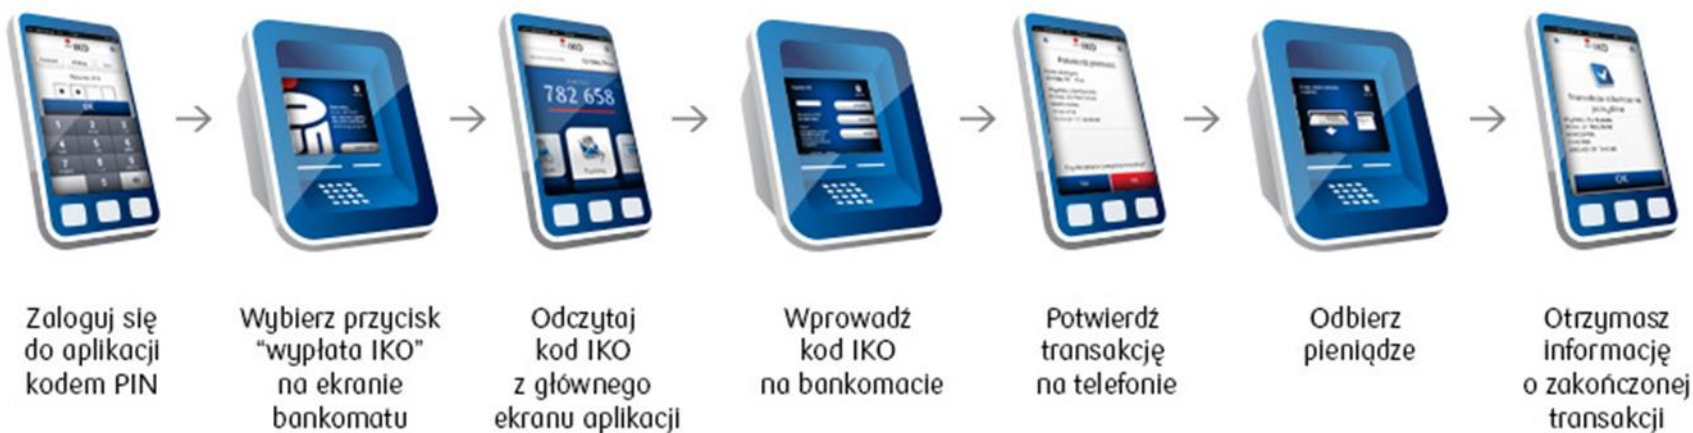 IKO
IKO
782 658
IKO
OK
Zaloguj się
do aplikacji
kodem PIN
Wybierz przycisk
"wypłata IKO"
na ekranie
bankomatu
Odczytaj
kod IKO
z głównego
ekranu aplikacji
Wprowadź
kod IKO
na bankomacie
Potwierdź
transakcję
na telefonie
Odbierz
pieniądze
Otrzymasz
informację
o zakończonej
transakcji